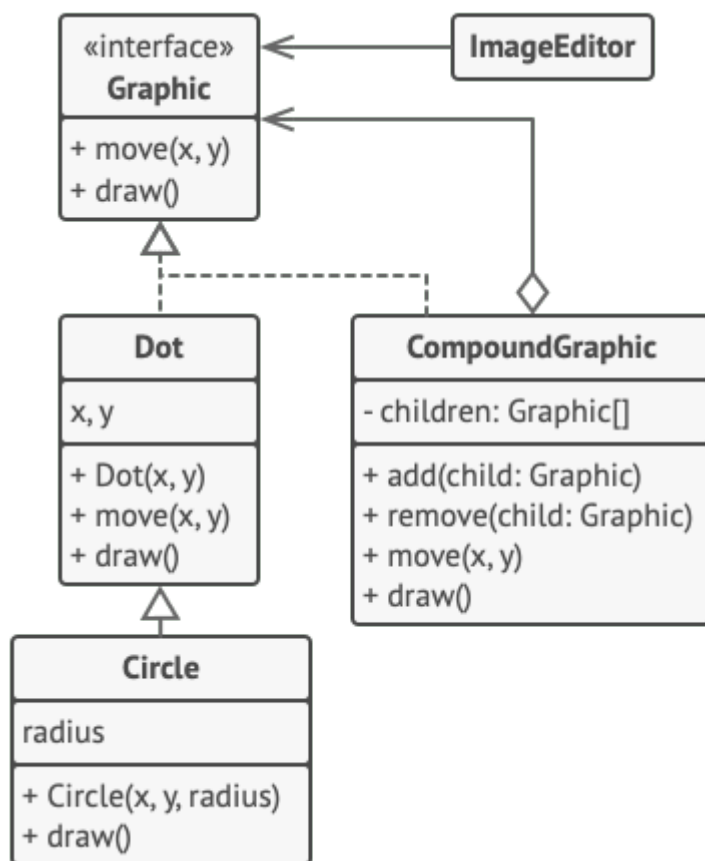 «interface»
Graphic
+ move(x, y)
+ draw()
ImageEditor
Dot
x, y
+ Dot(x, y)
+ move(x, y)
+ draw()
CompoundGraphic
- children: Graphic[]
+ add(child: Graphic)
+ remove(child: Graphic)
+ move(x, y)
+ draw()
Circle
radius
+ Circle(x, y, radius)
+ draw()